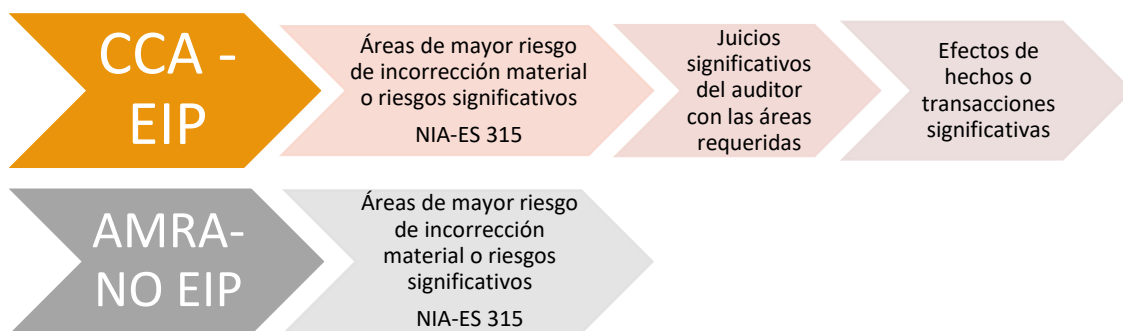 CCA -
EIP
Áreas de mayor riesgo
de incorrección material
o riesgos significativos
NIA-ES 315
Juicios
significativos
del auditor
con las áreas
requeridas
Efectos de
hechos o
transacciones
significativas
AMRA-
NO EIP
Áreas de mayor riesgo
de incorrección
material o riesgos
significativos
NIA-ES 315